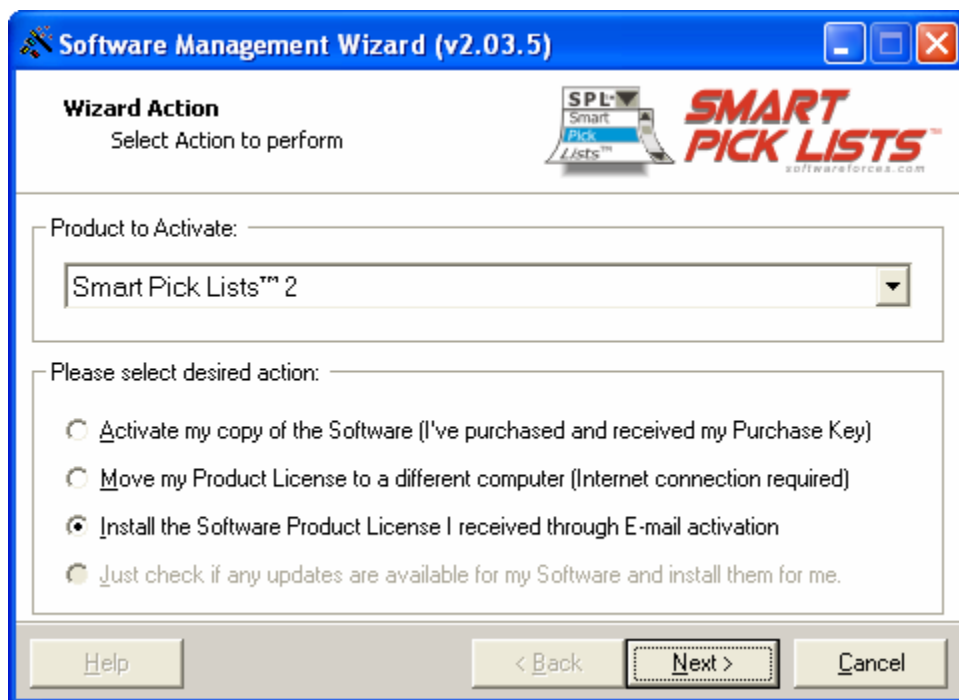 Software Management Wizard (v2.03.5)
Wizard Action
Select Action to perform
SPL™
Smart
Pick
Lists™
SMART
PICK LISTS™
softwareforces.com
Product to Activate:
Smart Pick Lists™ 2
Please select desired action:
Activate my copy of the Software (I've purchased and received my Purchase Key)
Move my Product License to a different computer (Internet connection required)
Install the Software Product License I received through E-mail activation
Just check if any updates are available for my Software and install them for me.
Help
< Back
Next >
Cancel